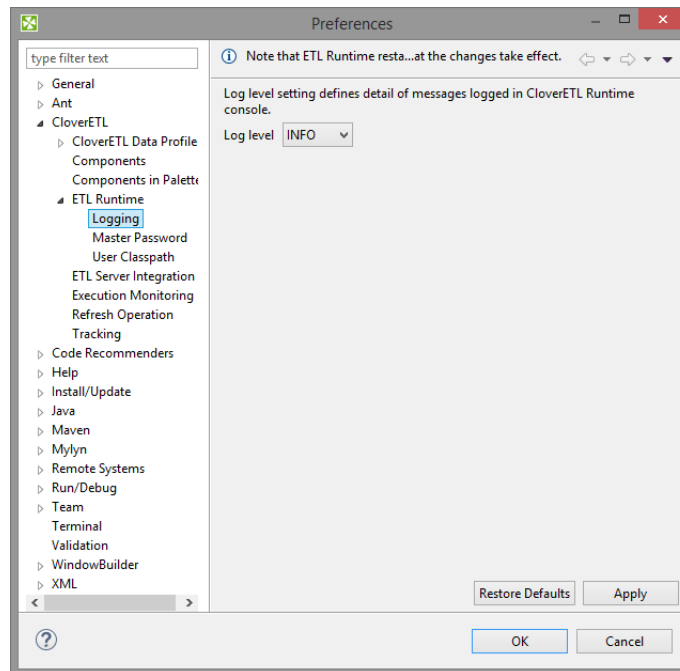 Preferences
type filter text
General
Ant
CloverETL
CloverETL Data Profile
Components
Components in Palette
ETL Runtime
Logging
Master Password
User Classpath
ETL Server Integration
Execution Monitoring
Refresh Operation
Tracking
Code Recommenders
Help
Install/Update
Java
Maven
Mylyn
Remote Systems
Run/Debug
Team
Terminal
Validation
WindowBuilder
XML
Note that ETL Runtime resta...at the changes take effect.
Log level setting defines detail of messages logged in CloverETL Runtime
console.
Log level INFO
Restore Defaults Apply
? OK Cancel